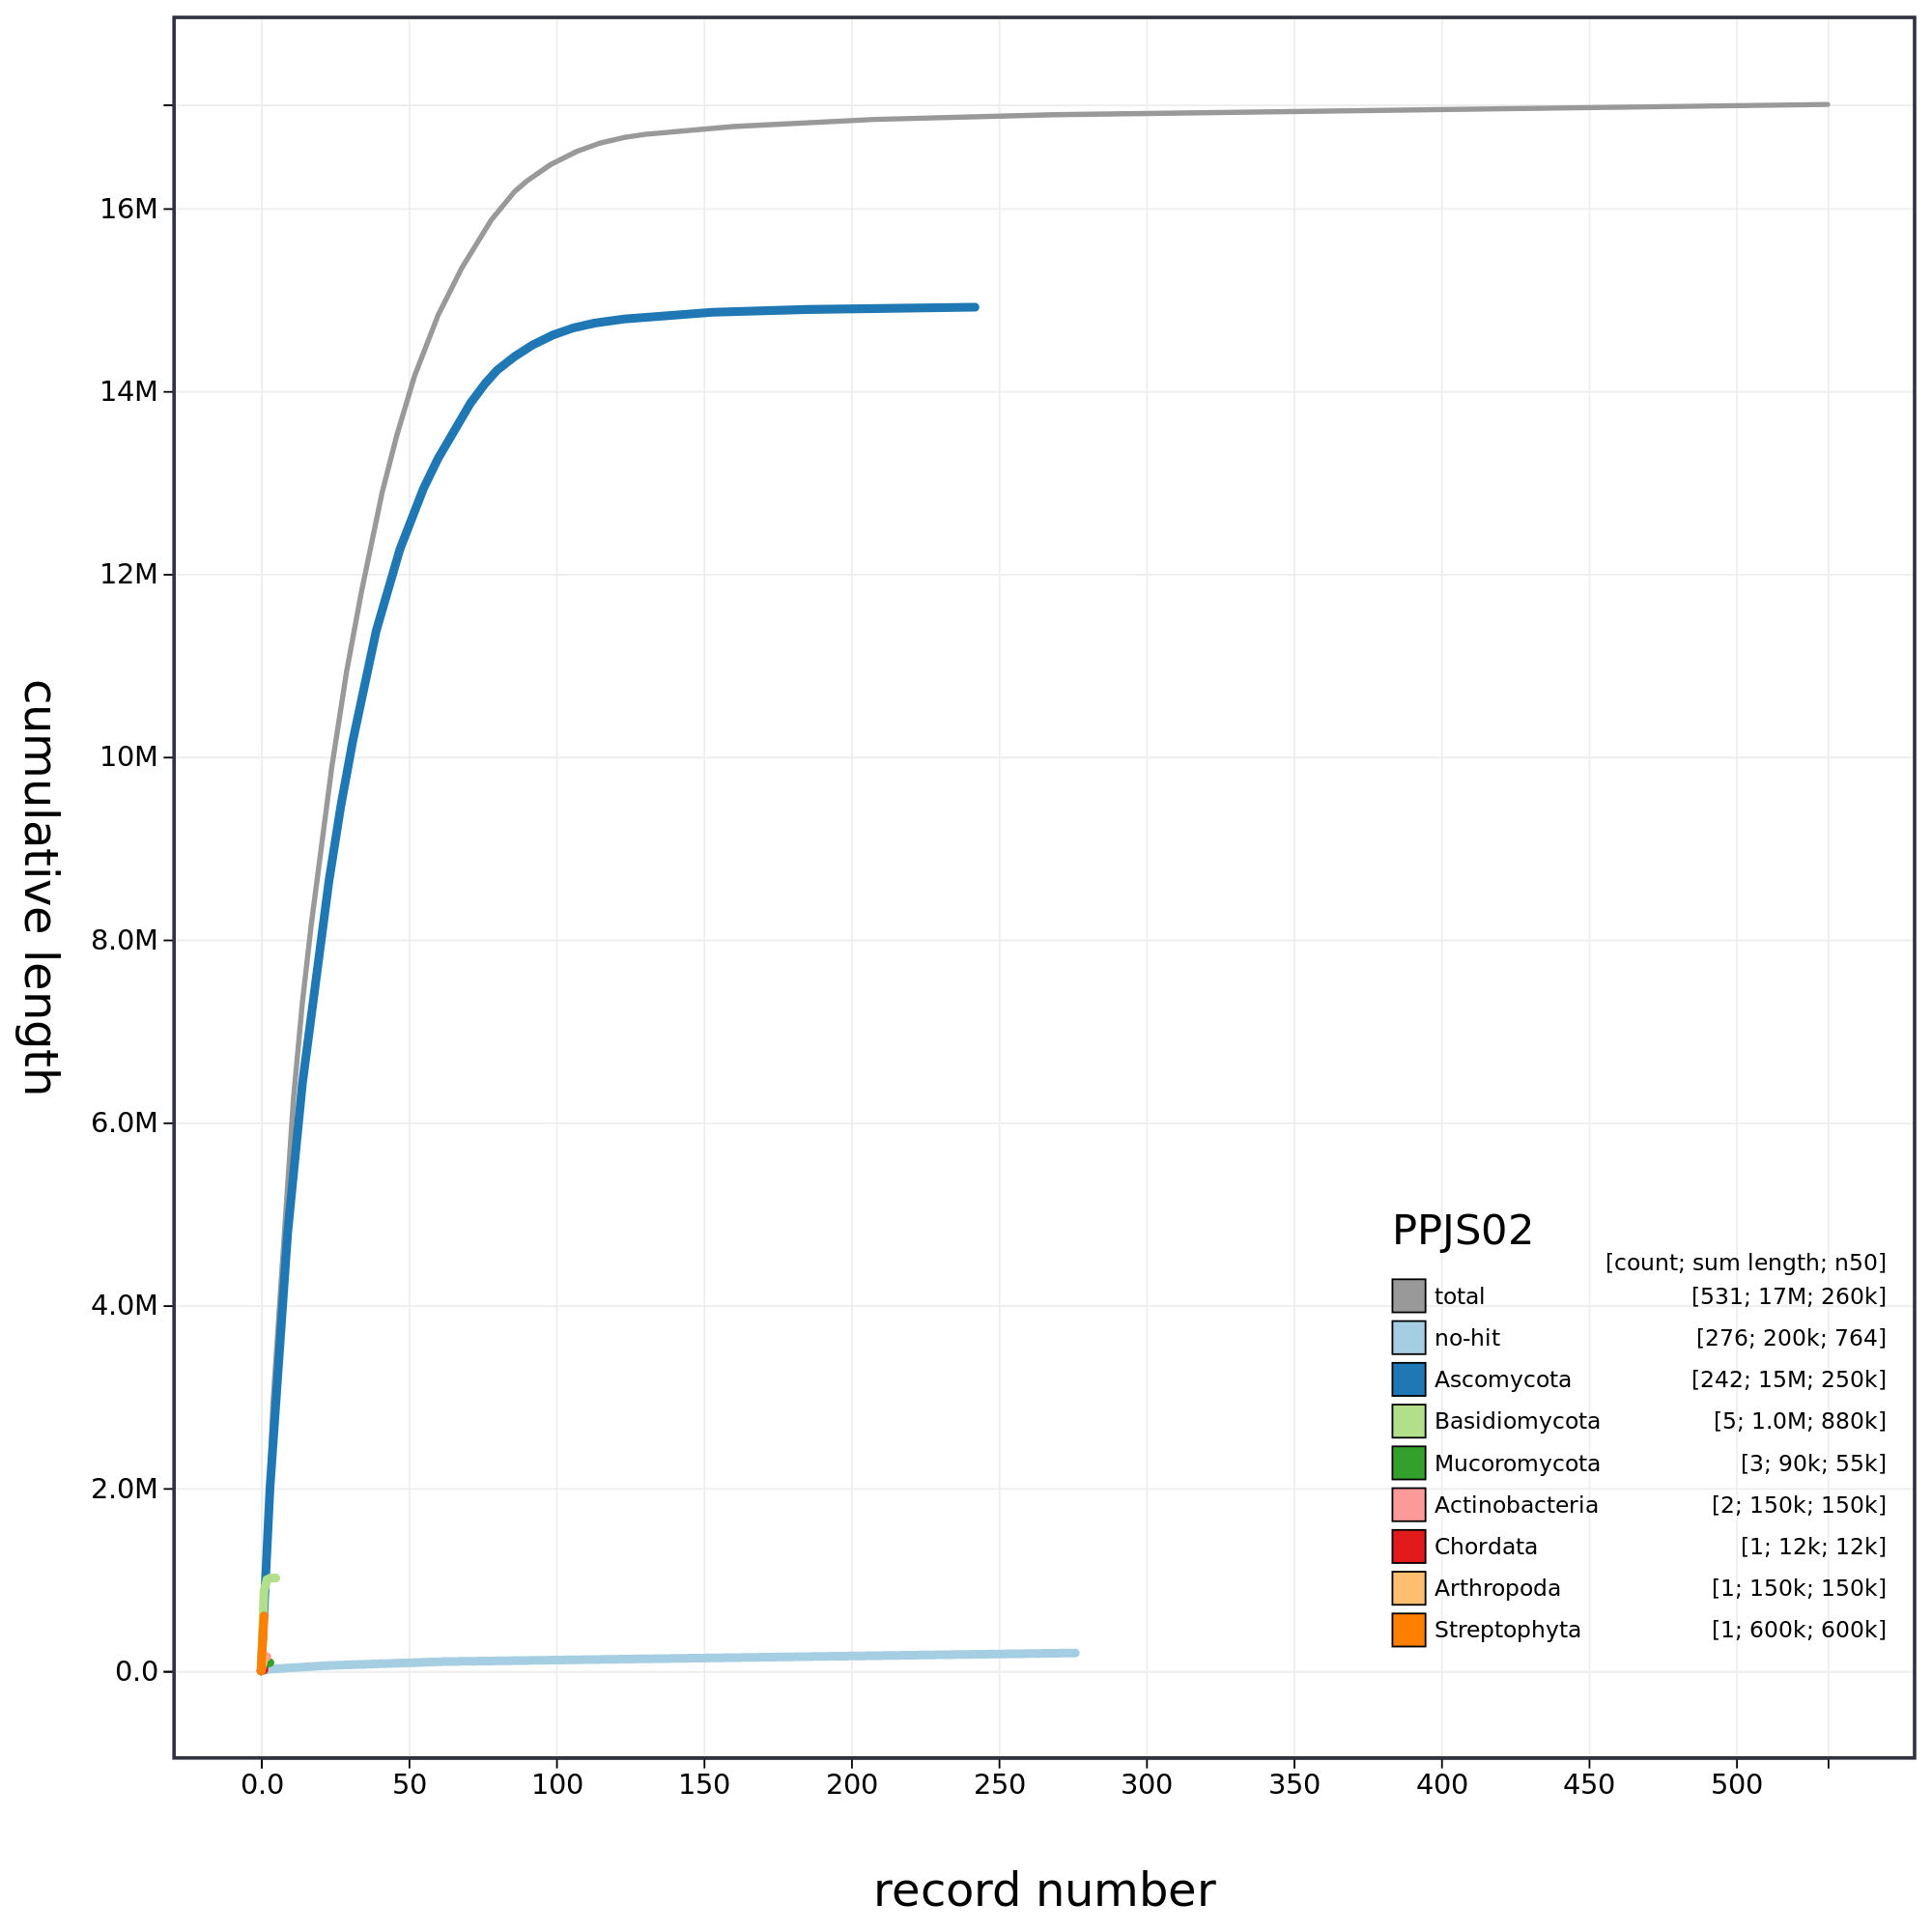 cumulative length
16M
14M
12M
10M
8.0M
6.0M
4.0M
2.0M
0.0
PPJS02
[count; sum length; n50]
total [531; 17M; 260k]
no-hit [276; 200k; 764]
Ascomycota [242; 15M; 250k]
Basidiomycota [5; 1.0M; 880k]
Mucoromycota [3; 90k; 55k]
Actinobacteria [2; 150k; 150k]
Chordata [1; 12k; 12k]
Arthropoda [1; 150k; 150k]
Streptophyta [1; 600k; 600k]
0.0 50 100 150 200 250 300 350 400 450 500
record number